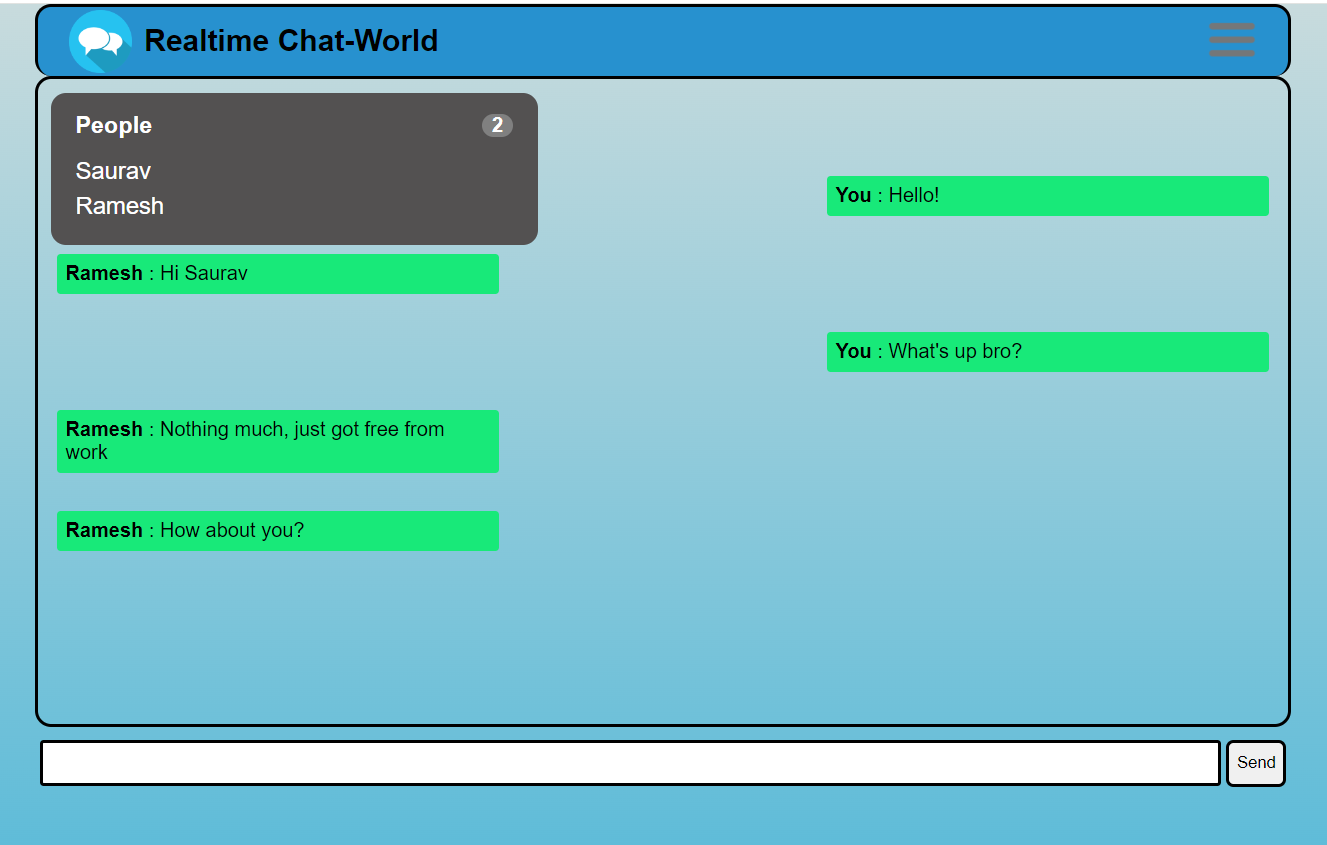 Realtime Chat-World
People 2
Saurav
Ramesh
You : Hello!
Ramesh : Hi Saurav
You : What's up bro?
Ramesh : Nothing much, just got free from
work
Ramesh : How about you?
Send